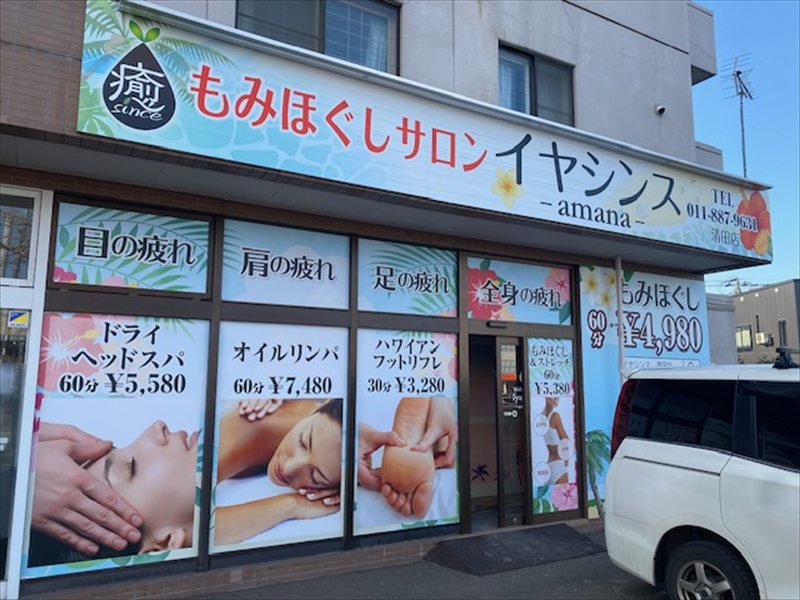 癒
since
もみほぐしサロン イヤシンス
-amana-
TEL
011-887-9631
清田店
目の疲れ
肩の疲れ
足の疲れ
全身の疲れ
もみほぐし
60分
¥4,980
ドライ
ヘッドスパ
60分 ¥5,580
オイルリンパ
60分 ¥7,480
ハワイアン
フットリフレ
30分 ¥3,280
もみほぐし
&ストレッチ
60分
¥5,380